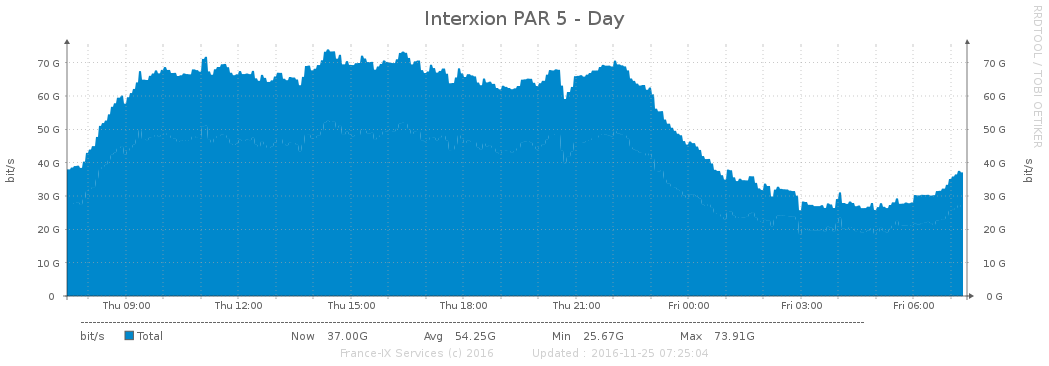 Interxion PAR 5 - Day
RRDTOOL / TOBI OETIKER
bit/s
bit/s
70 G 70 G
60 G 60 G
50 G 50 G
40 G 40 G
30 G 30 G
20 G 20 G
10 G 10 G
0 0 G
Thu 09:00 Thu 12:00 Thu 15:00 Thu 18:00 Thu 21:00 Fri 00:00 Fri 03:00 Fri 06:00
bit/s Total Now 37.00G Avg 54.25G Min 25.67G Max 73.91G
France-IX Services (c) 2016 Updated : 2016-11-25 07:25:04